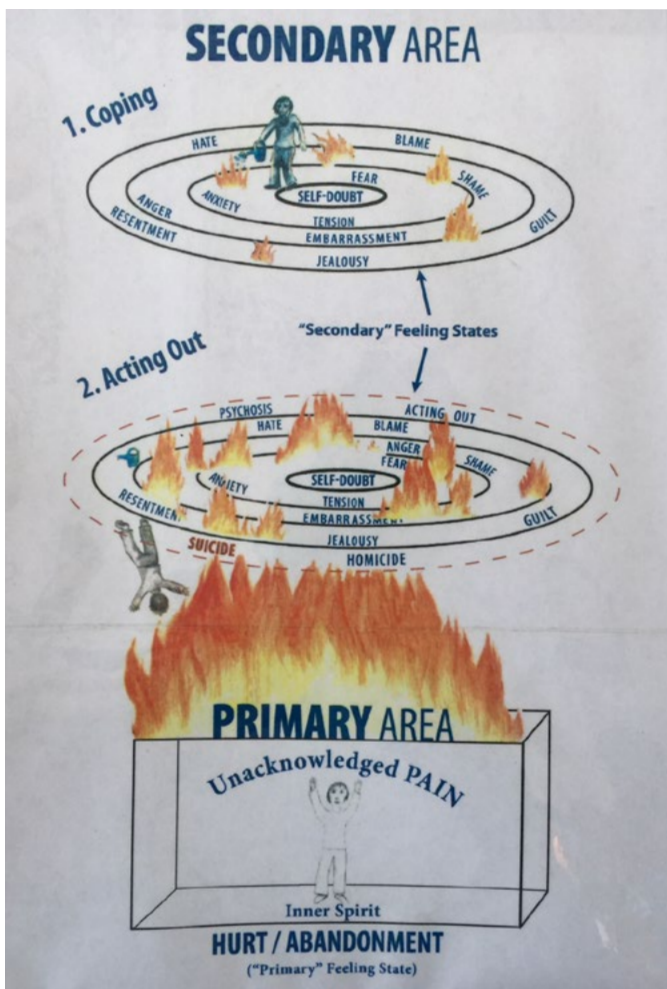 SECONDARY AREA
1. Coping
HATE
BLAME
FEAR
SHAME
ANXIETY
SELF-DOUBT
ANGER
TENSION
RESENTMENT
EMBARRASSMENT
GUILT
JEALOUSY
"Secondary" Feeling States
2. Acting Out
PSYCHOSIS
ACTING OUT
HATE
BLAME
ANGER
FEAR
SHAME
ANXIETY
SELF-DOUBT
TENSION
RESENTMENT
EMBARRASSMENT
GUILT
JEALOUSY
SUICIDE
HOMICIDE
PRIMARY AREA
Unacknowledged PAIN
Inner Spirit
HURT / ABANDONMENT
("Primary" Feeling State)